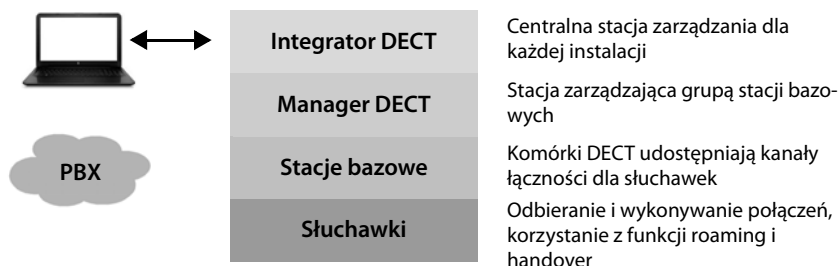 Integrator DECT
Centralna stacja zarządzania dla
każdej instalacji
Manager DECT
Stacja zarządzająca grupą stacji bazo-
wych
PBX
Stacje bazowe
Komórki DECT udostępniają kanały
łączności dla słuchawek
Słuchawki
Odbieranie i wykonywanie połączeń,
korzystanie z funkcji roaming i
handover